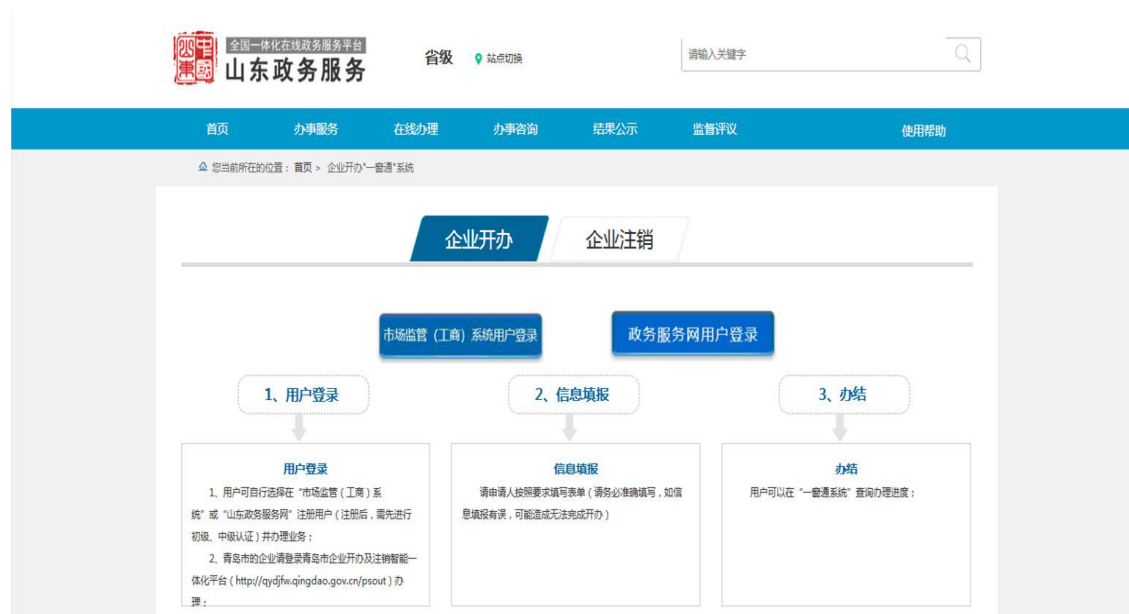 全国一体化在线政务服务平台
山东政务服务
省级
站点切换
请输入关键字
首页
办事服务
在线办理
办事咨询
结果公示
监督评议
使用帮助
您当前所在的位置： 首页 > 企业开办"一窗通"系统
企业开办
企业注销
市场监管（工商）系统用户登录
政务服务网用户登录
1、用户登录
2、信息填报
3、办结
用户登录
1、用户可自行选择在“市场监管（工商）系
统”或“山东政务服务网”注册用户（注册后，需先进行
初级、中级认证）并办理业务；
2、青岛市的企业请登录青岛市企业开办及注销智能一
体化平台（http://qydjfw.qingdao.gov.cn/psout）办
理；
信息填报
请申请人按照要求填写表单（请务必准确填写，如信
息填报有误，可能造成无法完成开办）
办结
用户可以在“一窗通系统”查询办理进度；